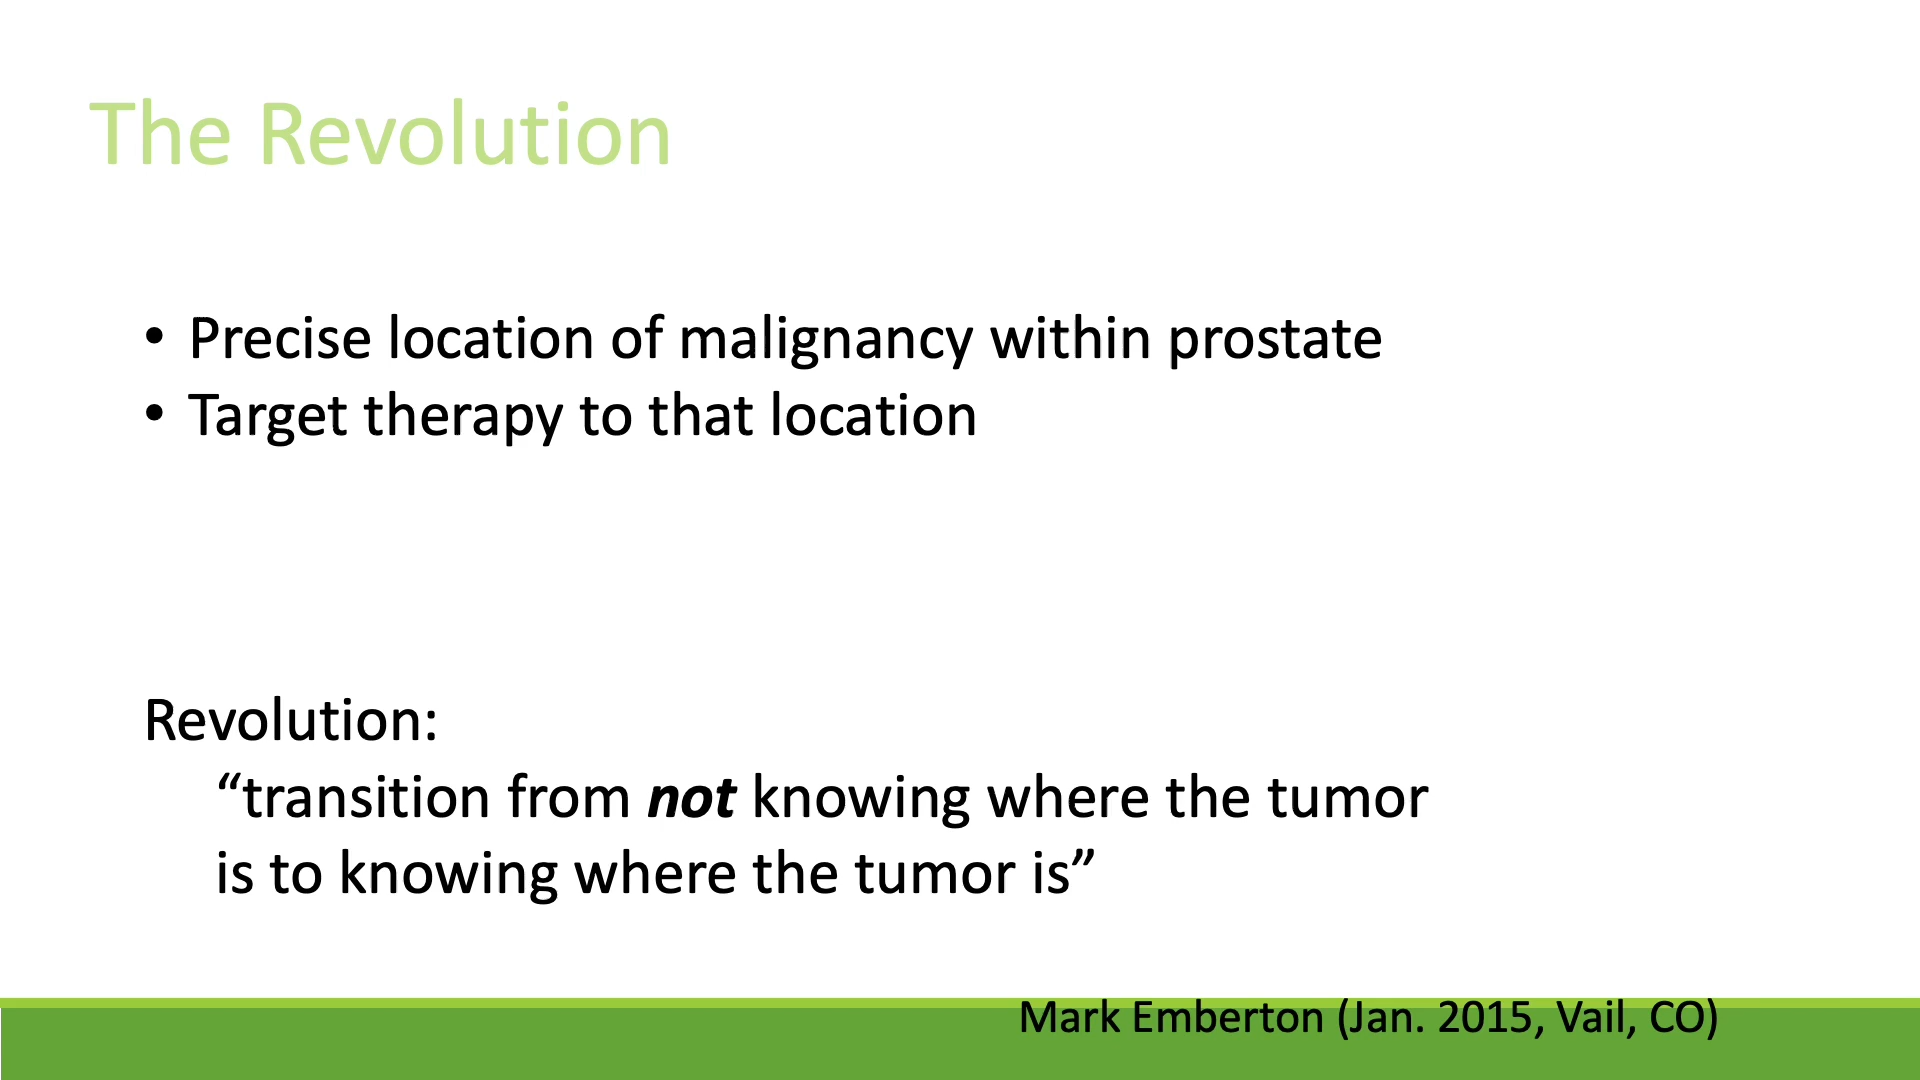 The Revolution
• Precise location of malignancy within prostate
• Target therapy to that location
Revolution:
“transition from not knowing where the tumor
is to knowing where the tumor is”
Mark Emberton (Jan. 2015, Vail, CO)